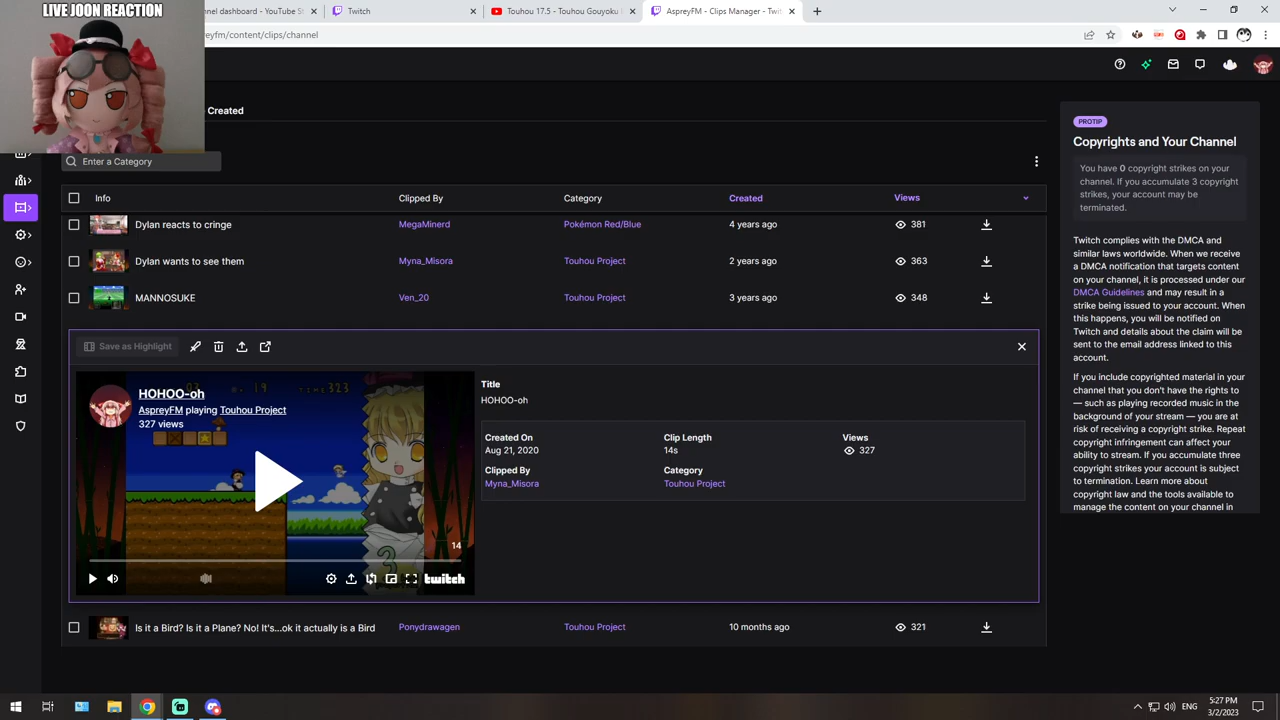 LIVE JOON REACTION
nnel dashboard - YouTube S
Twitch
Touhou 17.5 - Touhou Gouyoku
AspreyFM - Clips Manager - Twit
eyfm/content/clips/channel
Created
Enter a Category
Info Clipped By Category Created Views
Dylan reacts to cringe MegaMinerd Pokémon Red/Blue 4 years ago 381
Dylan wants to see them Myna_Misora Touhou Project 2 years ago 363
MANNOSUKE Ven_20 Touhou Project 3 years ago 348
Save as Highlight
HOHOO-oh
AspreyFM playing Touhou Project
327 views
19 TIME323
14
twitch
Title
HOHOO-oh
Created On Clip Length Views
Aug 21, 2020 14s 327
Clipped By Category
Myna_Misora Touhou Project
Is it a Bird? Is it a Plane? No! It's...ok it actually is a Bird Ponydrawagen Touhou Project 10 months ago 321
PROTIP
Copyrights and Your Channel
You have 0 copyright strikes on
your channel. If you accumulate 3 copyright
strikes, your account may be
terminated.
Twitch complies with the DMCA and
similar laws worldwide. When we receive
a DMCA notification that targets content
on your channel, it is processed under our
DMCA Guidelines and may result in a
strike being issued to your account. When
this happens, you will be notified on
Twitch and details about the claim will be
sent to the email address linked to this
account.
If you include copyrighted material in your
channel that you don't have the rights to
— such as playing recorded music in the
background of your stream — you are at
risk of receiving a copyright strike. Repeat
copyright infringement can affect your
ability to stream. If you accumulate three
copyright strikes your account is subject
to termination. Learn more about
copyright law and the tools available to
manage the content on your channel in
ENG
5:27 PM
3/2/2023